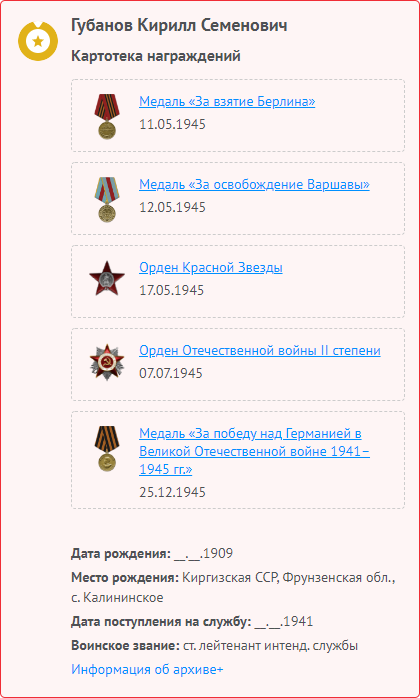 Губанов Кирилл Семенович
Картотека награждений
Медаль «За взятие Берлина»
11.05.1945
Медаль «За освобождение Варшавы»
12.05.1945
Орден Красной Звезды
17.05.1945
Орден Отечественной войны II степени
07.07.1945
Медаль «За победу над Германией в
Великой Отечественной войне 1941–
1945 гг.»
25.12.1945
Дата рождения: __.__.1909
Место рождения: Киргизская ССР, Фрунзенская обл.,
с. Калининское
Дата поступления на службу: __.__.1941
Воинское звание: ст. лейтенант интенд. службы
Информация об архиве+